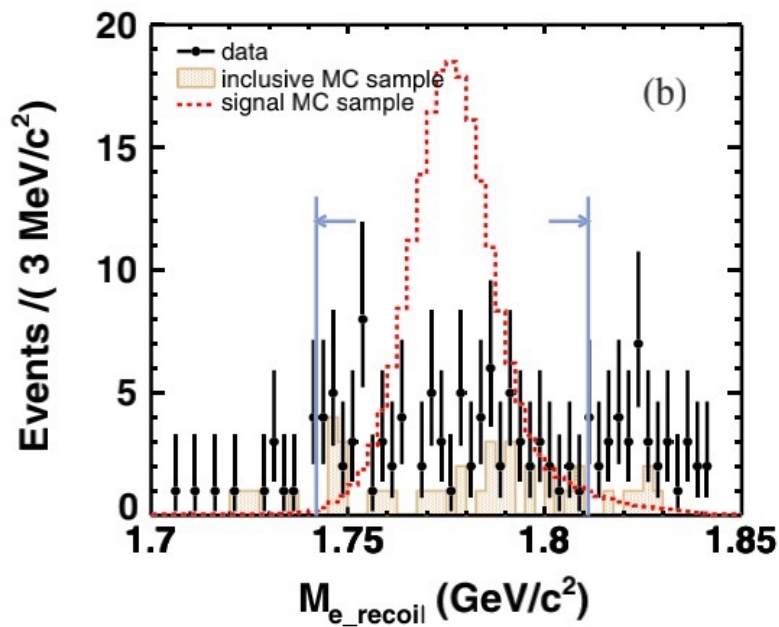 20
15
10
5
0
Events /( 3 MeV/c²)
data
inclusive MC sample
signal MC sample
(b)
1.7 1.75 1.8 1.85
M_e_recoil (GeV/c²)